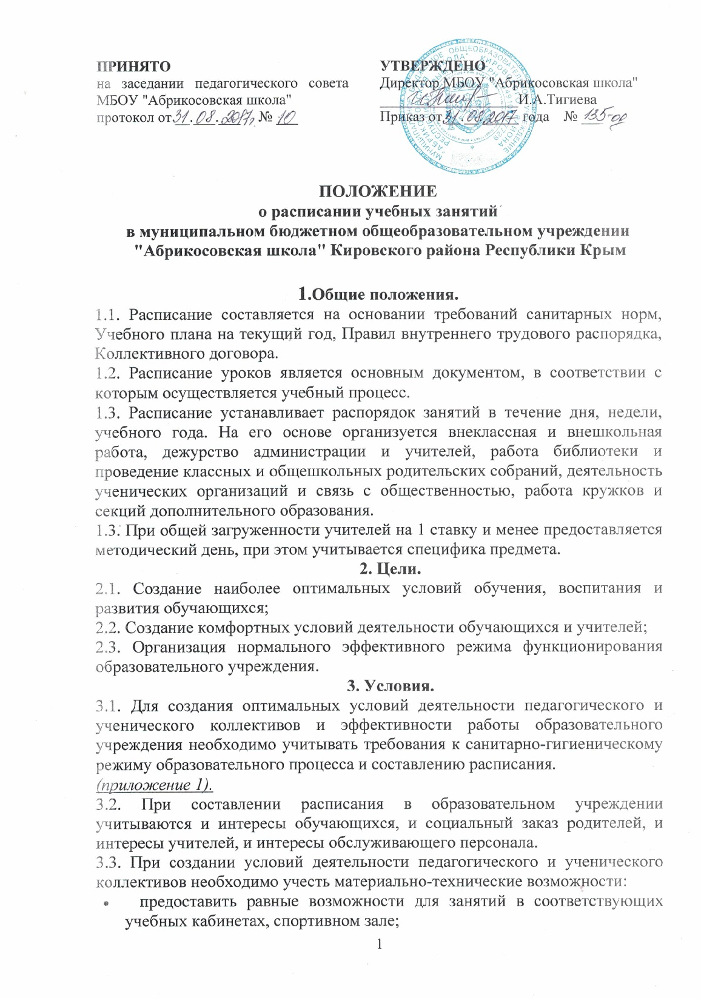 ПРИНЯТО
на заседании педагогического совета
МБОУ "Абрикосовская школа"
протокол от 31.08.2017, № 10
УТВЕРЖДЕНО
Директор МБОУ "Абрикосовская школа"
И.А.Тигиева
Приказ от 31.08.2017 года № 135-од
ПОЛОЖЕНИЕ
о расписании учебных занятий
в муниципальном бюджетном общеобразовательном учреждении
"Абрикосовская школа" Кировского района Республики Крым
1.Общие положения.
1.1. Расписание составляется на основании требований санитарных норм,
Учебного плана на текущий год, Правил внутреннего трудового распорядка,
Коллективного договора.
1.2. Расписание уроков является основным документом, в соответствии с
которым осуществляется учебный процесс.
1.3. Расписание устанавливает распорядок занятий в течение дня, недели,
учебного года. На его основе организуется внеклассная и внешкольная
работа, дежурство администрации и учителей, работа библиотеки и
проведение классных и общешкольных родительских собраний, деятельность
ученических организаций и связь с общественностью, работа кружков и
секций дополнительного образования.
1.3. При общей загруженности учителей на 1 ставку и менее предоставляется
методический день, при этом учитывается специфика предмета.
2. Цели.
2.1. Создание наиболее оптимальных условий обучения, воспитания и
развития обучающихся;
2.2. Создание комфортных условий деятельности обучающихся и учителей;
2.3. Организация нормального эффективного режима функционирования
образовательного учреждения.
3. Условия.
3.1. Для создания оптимальных условий деятельности педагогического и
ученического коллективов и эффективности работы образовательного
учреждения необходимо учитывать требования к санитарно-гигиеническому
режиму образовательного процесса и составлению расписания.
(приложение 1).
3.2. При составлении расписания в образовательном учреждении
учитываются и интересы обучающихся, и социальный заказ родителей, и
интересы учителей, и интересы обслуживающего персонала.
3.3. При создании условий деятельности педагогического и ученического
коллективов необходимо учесть материально-технические возможности:
• предоставить равные возможности для занятий в соответствующих
учебных кабинетах, спортивном зале;
1